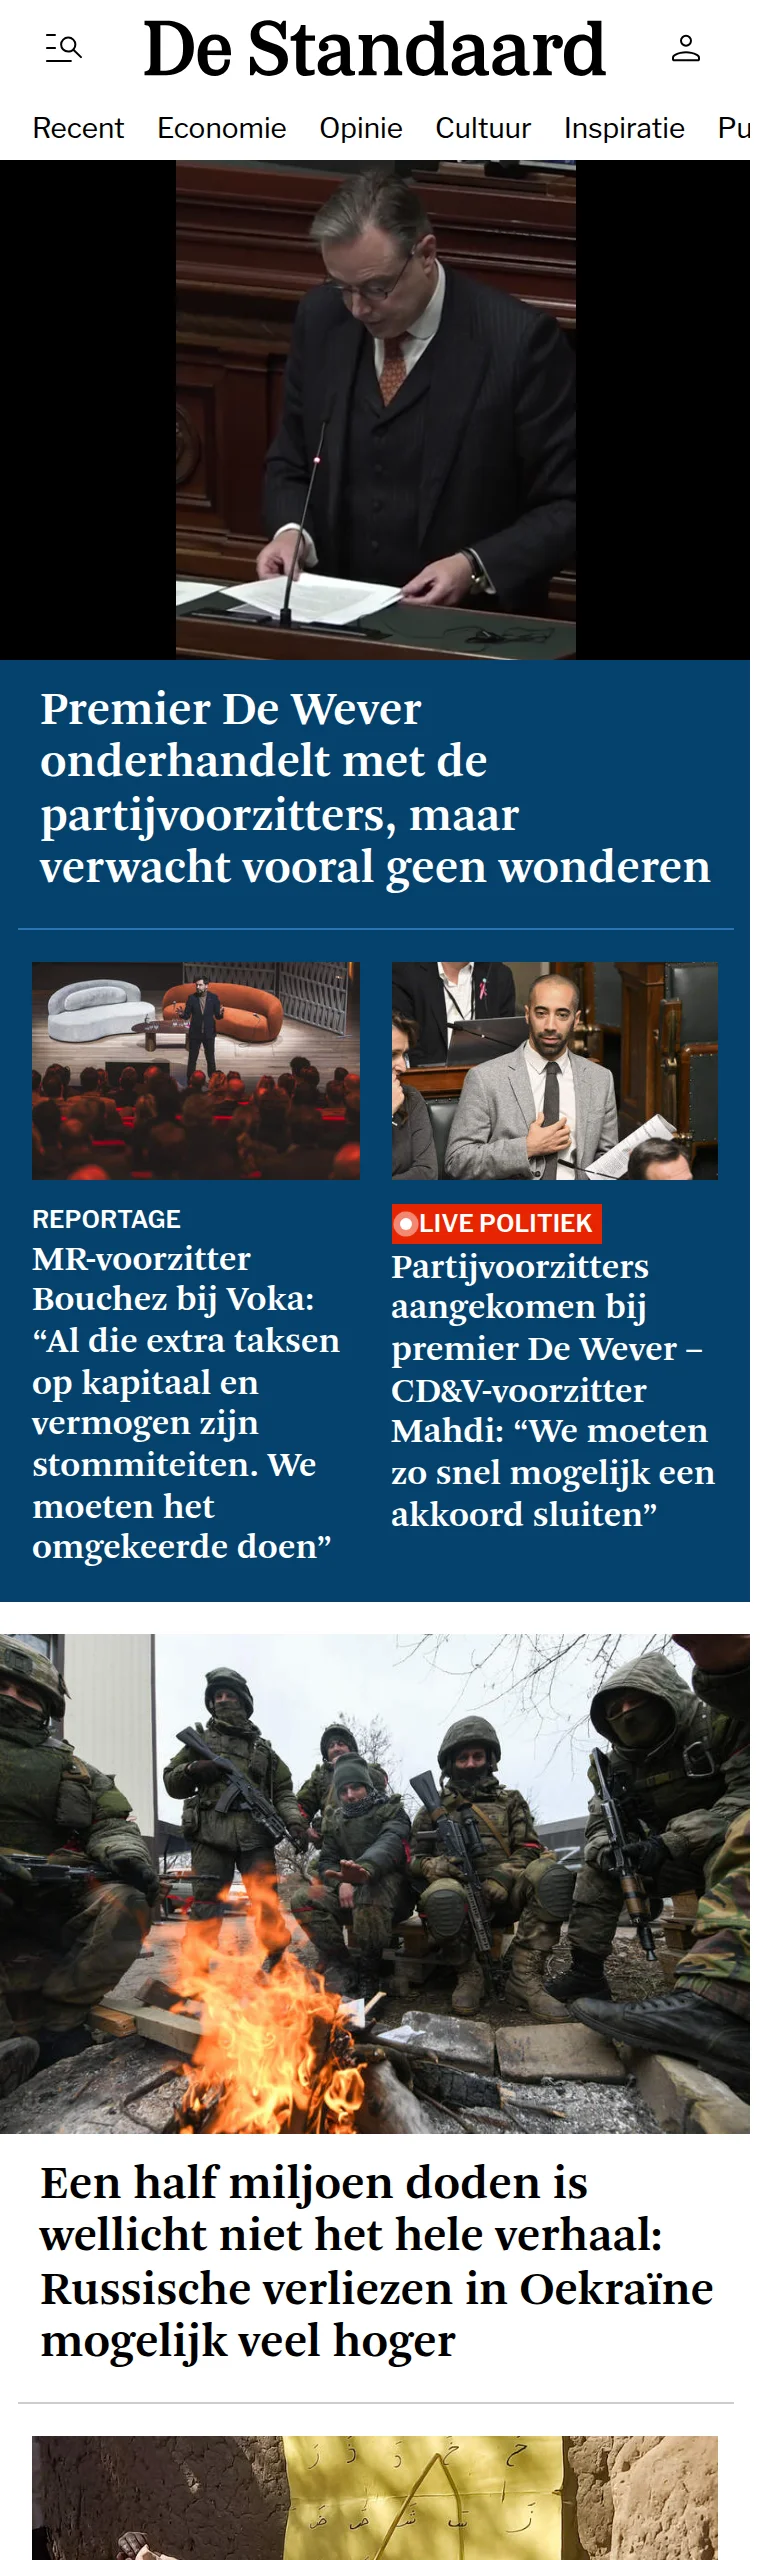 De Standaard
Recent Economie Opinie Cultuur Inspiratie Pu
Premier De Wever
onderhandelt met de
partijvoorzitters, maar
verwacht vooral geen wonderen
REPORTAGE
MR-voorzitter
Bouchez bij Voka:
“Al die extra taksen
op kapitaal en
vermogen zijn
stommiteiten. We
moeten het
omgekeerde doen”
LIVE POLITIEK
Partijvoorzitters
aangekomen bij
premier De Wever –
CD&V-voorzitter
Mahdi: “We moeten
zo snel mogelijk een
akkoord sluiten”
Een half miljoen doden is
wellicht niet het hele verhaal:
Russische verliezen in Oekraïne
mogelijk veel hoger